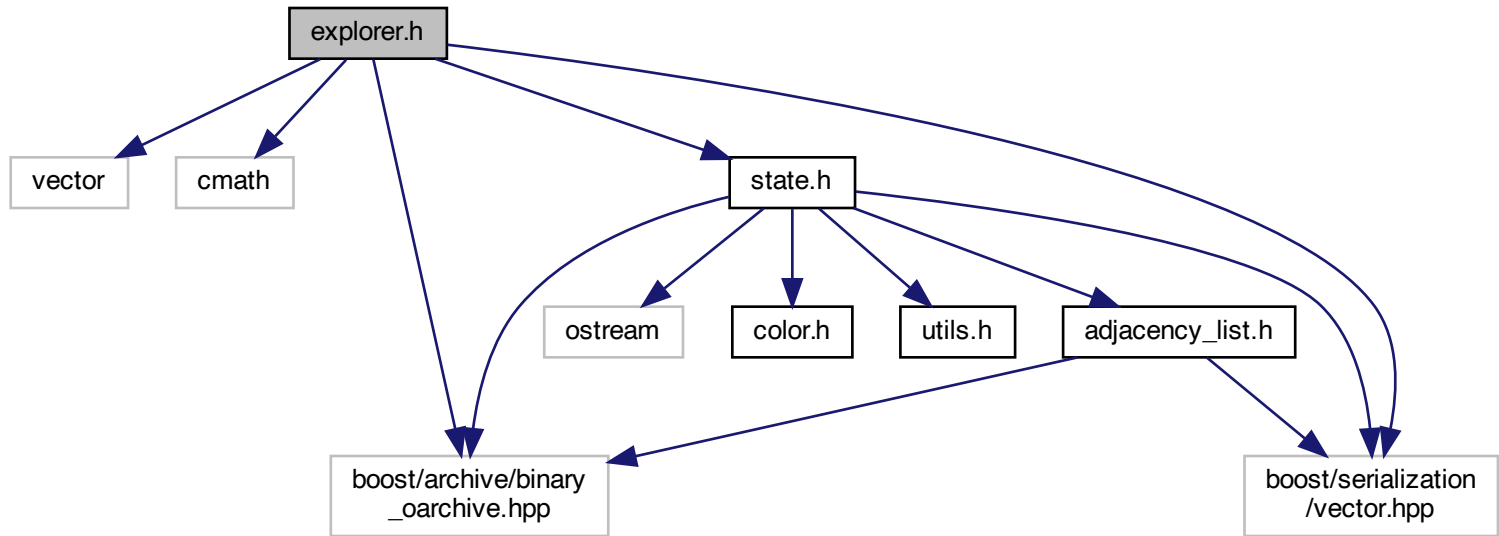 explorer.h
vector
cmath
state.h
ostream
color.h
utils.h
adjacency_list.h
boost/archive/binary
_oarchive.hpp
boost/serialization
/vector.hpp